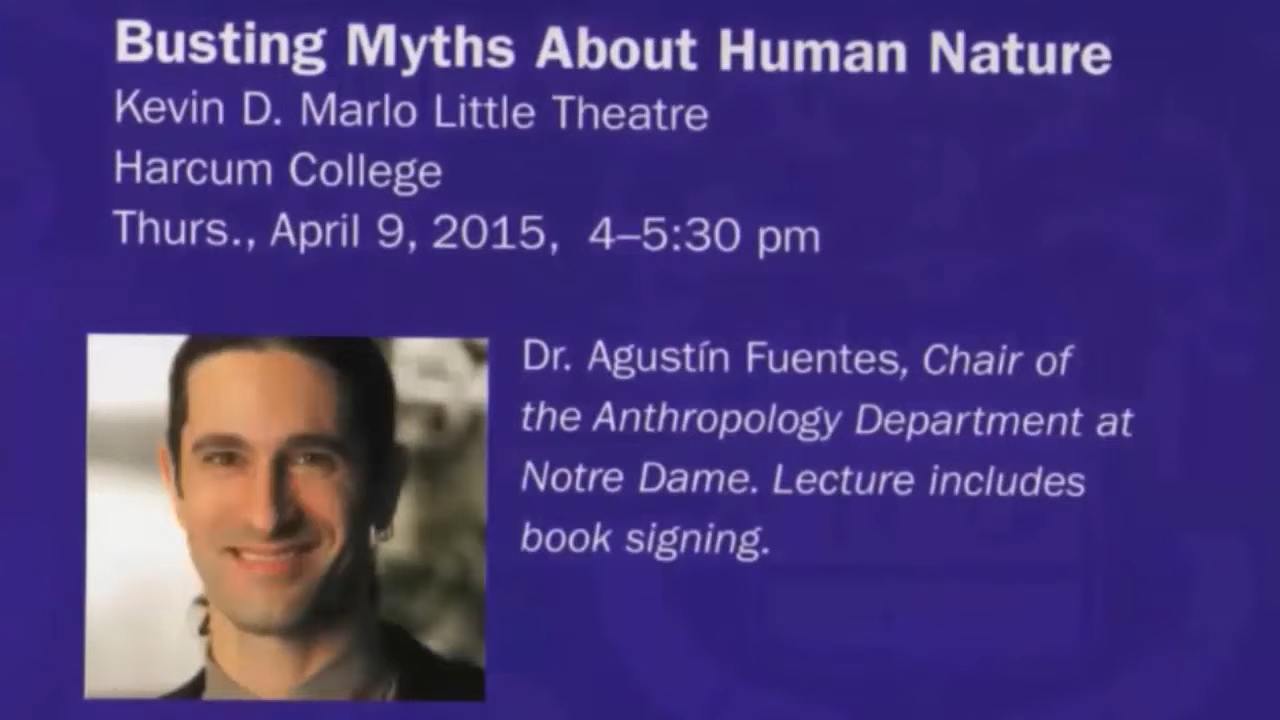 Busting Myths About Human Nature
Kevin D. Marlo Little Theatre
Harcum College
Thurs., April 9, 2015, 4–5:30 pm
Dr. Agustín Fuentes, Chair of
the Anthropology Department at
Notre Dame. Lecture includes
book signing.